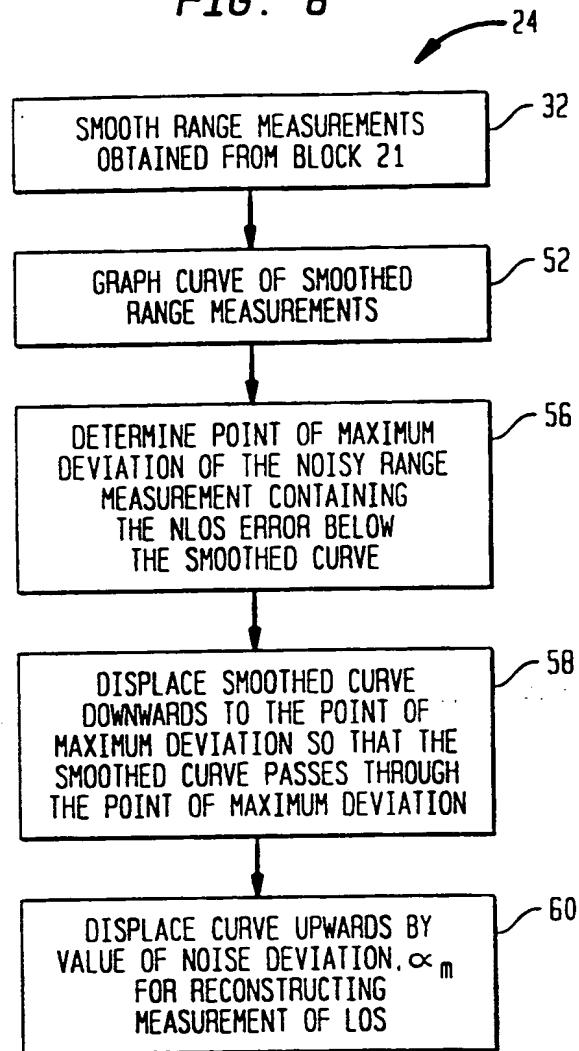 FIG. 6
24
32
SMOOTH RANGE MEASUREMENTS
OBTAINED FROM BLOCK 21
52
GRAPH CURVE OF SMOOTHED
RANGE MEASUREMENTS
56
DETERMINE POINT OF MAXIMUM
DEVIATION OF THE NOISY RANGE
MEASUREMENT CONTAINING
THE NLOS ERROR BELOW
THE SMOOTHED CURVE
58
DISPLACE SMOOTHED CURVE
DOWNWARDS TO THE POINT OF
MAXIMUM DEVIATION SO THAT THE
SMOOTHED CURVE PASSES THROUGH
THE POINT OF MAXIMUM DEVIATION
60
DISPLACE CURVE UPWARDS BY
VALUE OF NOISE DEVIATION, ∝m
FOR RECONSTRUCTING
MEASUREMENT OF LOS